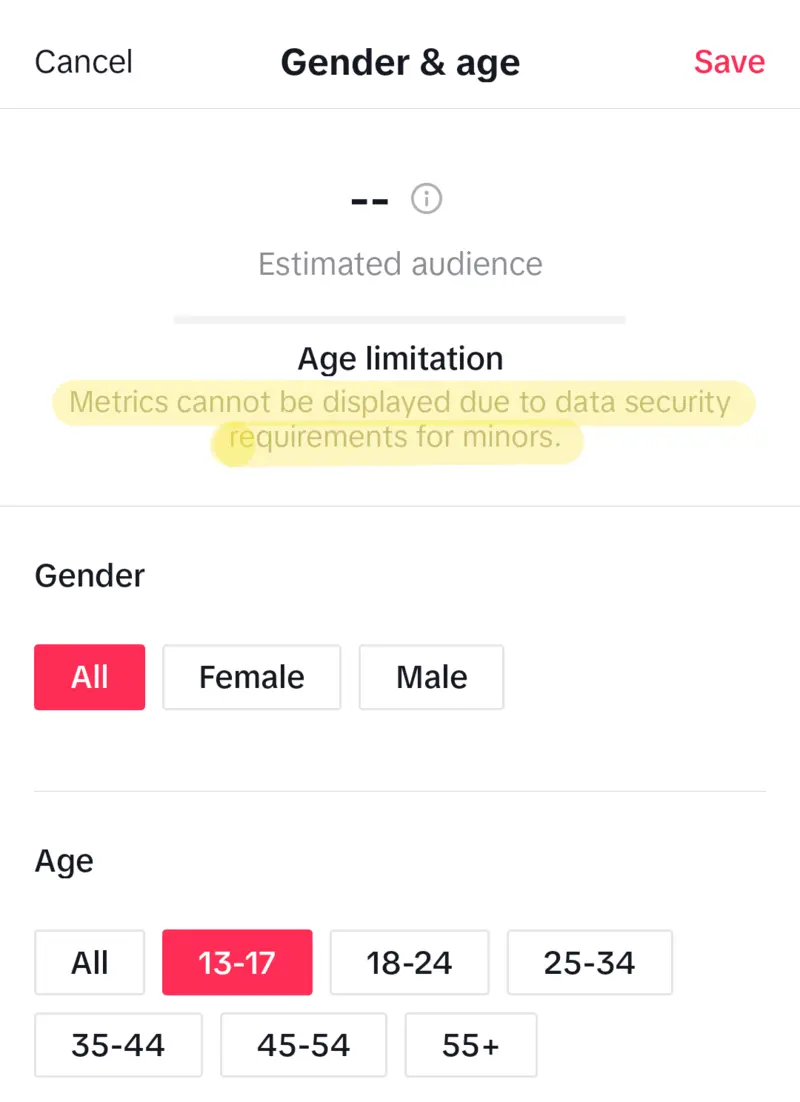 Cancel Gender & age Save
--
Estimated audience
Age limitation
Metrics cannot be displayed due to data security
requirements for minors.
Gender
All Female Male
Age
All 13-17 18-24 25-34
35-44 45-54 55+